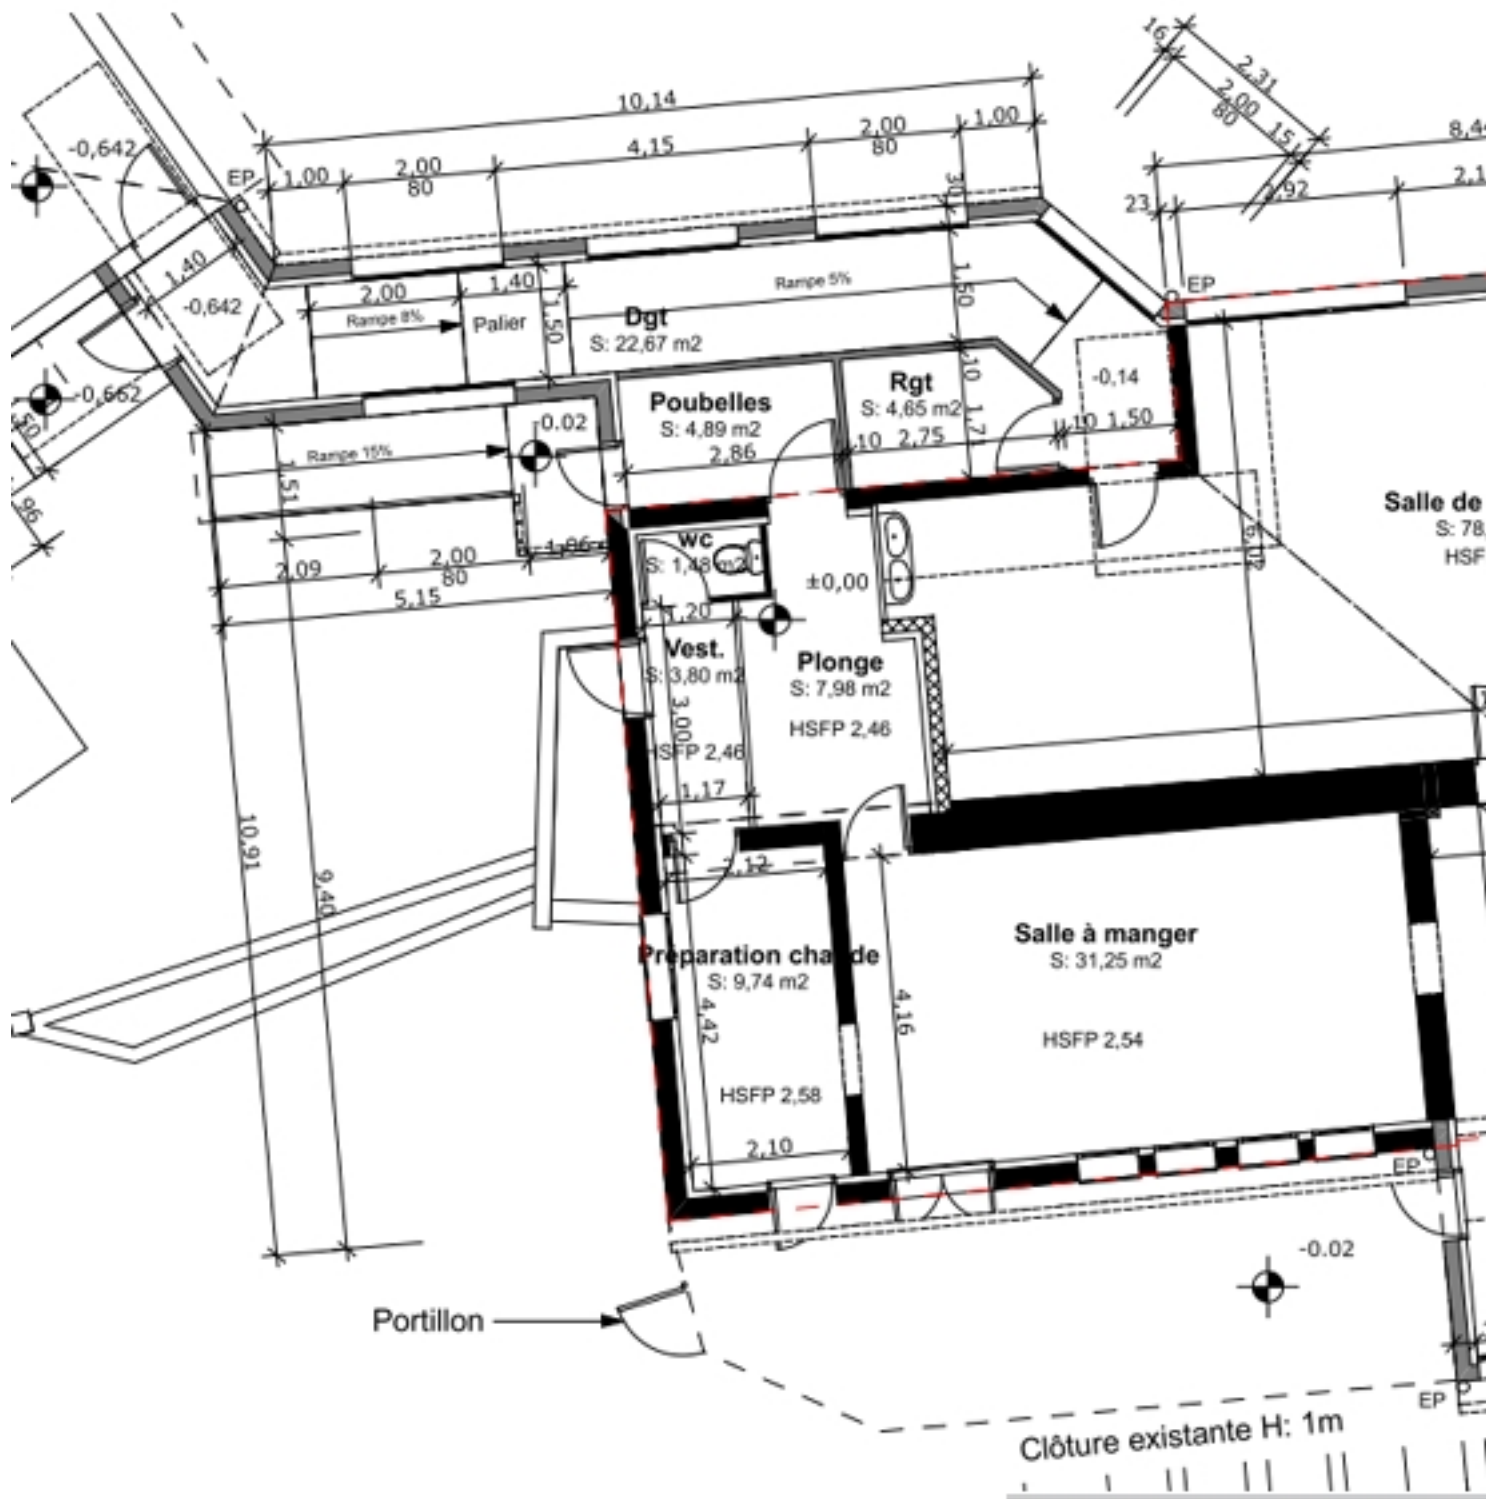 16
2,31
2,00
80
15
10,14
2,00
80
1,00
8,4
-0,642
EP
1,00
2,00
80
4,15
30
23
2,92
2,1
1,40
-0,642
2,00
Rampe 8%
1,40
Palier
1,50
Rampe 5%
1,50
EP
Dgt
S: 22,67 m2
-0,662
50
Poubelles
S: 4,89 m2
2,86
Rgt
S: 4,65 m2
10
1,7
10
2,75
10
1,50
-0,14
-0.02
Rampe 15%
1,51
96
Salle de
S: 78,
HSF
2,09
2,00
80
1,86
5,15
wc
S: 1,48 m2
±0,00
1,20
Vest.
S: 3,80 m2
3,00
HSFP 2,46
1,17
Plonge
S: 7,98 m2
HSFP 2,46
10,91
9,40
2,12
Préparation chaude
S: 9,74 m2
4,42
HSFP 2,58
2,10
4,16
Salle à manger
S: 31,25 m2
HSFP 2,54
EP
-0.02
Portillon
EP
Clôture existante H: 1m